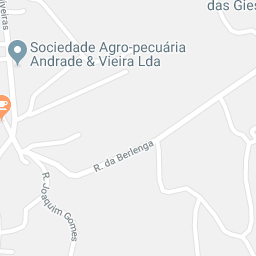 das Gies
Sociedade Agro-pecuária
Andrade & Vieira Lda
R. da Berlenga
R. Joaquim Gomes